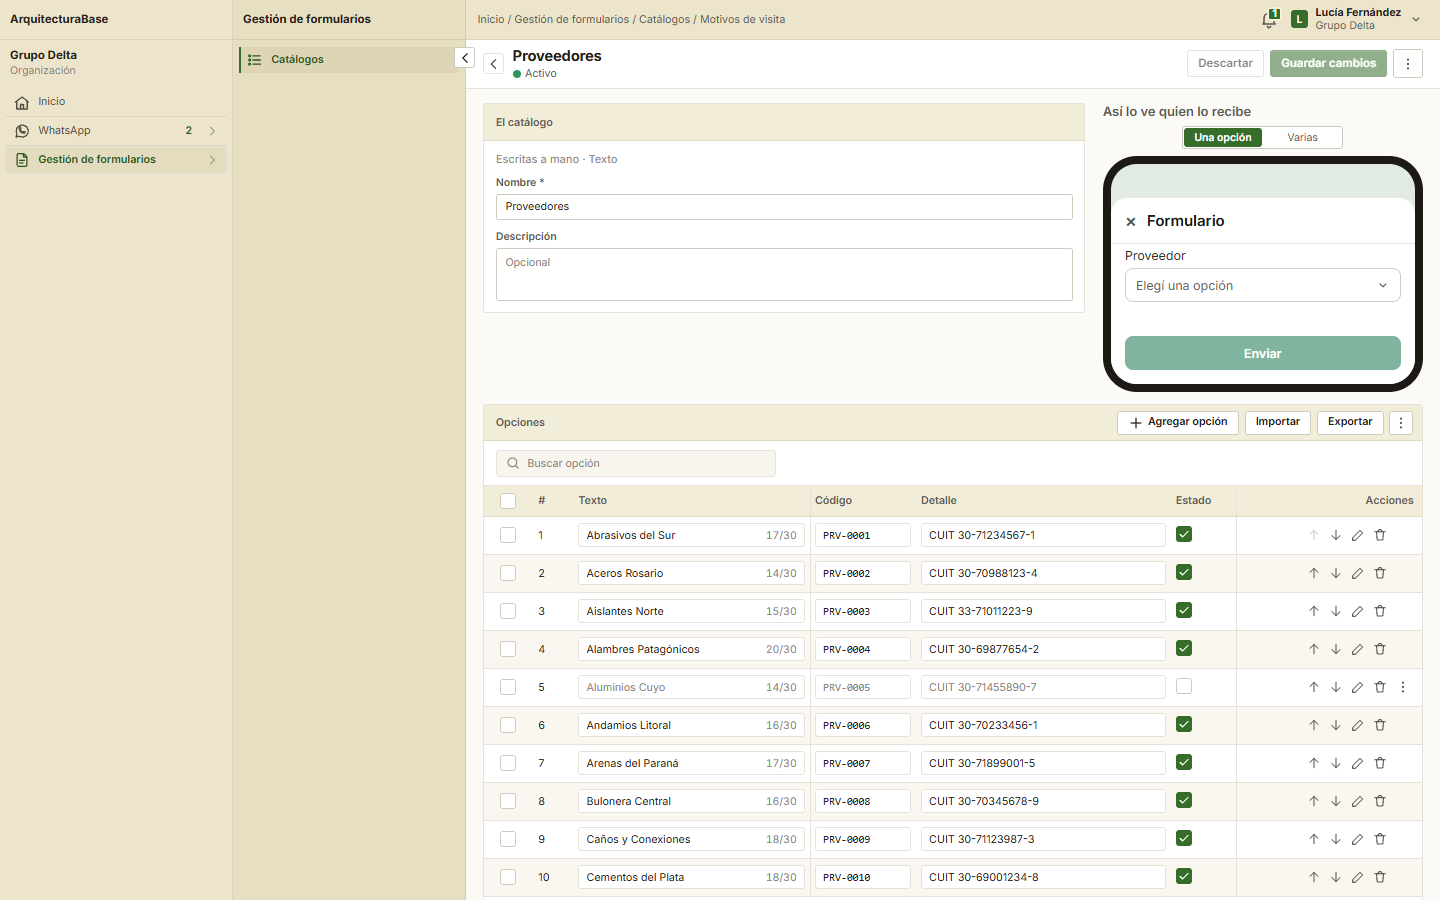 ArquitecturaBase
Grupo Delta
Organización
Inicio
WhatsApp 2
Gestión de formularios
Gestión de formularios
Catálogos
Inicio / Gestión de formularios / Catálogos / Motivos de visita
1
L
Lucía Fernández
Grupo Delta
Proveedores
Activo
Descartar
Guardar cambios
El catálogo
Escritas a mano · Texto
Nombre *
Proveedores
Descripción
Opcional
Así lo ve quien lo recibe
Una opción Varias
Formulario
Proveedor
Elegí una opción
Enviar
Opciones
Agregar opción
Importar
Exportar
Buscar opción
# Texto Código Detalle Estado Acciones
1 Abrasivos del Sur 17/30 PRV-0001 CUIT 30-71234567-1
2 Aceros Rosario 14/30 PRV-0002 CUIT 30-70988123-4
3 Aislantes Norte 15/30 PRV-0003 CUIT 33-71011223-9
4 Alambres Patagónicos 20/30 PRV-0004 CUIT 30-69877654-2
5 Aluminios Cuyo 14/30 PRV-0005 CUIT 30-71455890-7
6 Andamios Litoral 16/30 PRV-0006 CUIT 30-70233456-1
7 Arenas del Paraná 17/30 PRV-0007 CUIT 30-71899001-5
8 Bulonera Central 16/30 PRV-0008 CUIT 30-70345678-9
9 Caños y Conexiones 18/30 PRV-0009 CUIT 30-71123987-3
10 Cementos del Plata 18/30 PRV-0010 CUIT 30-69001234-8